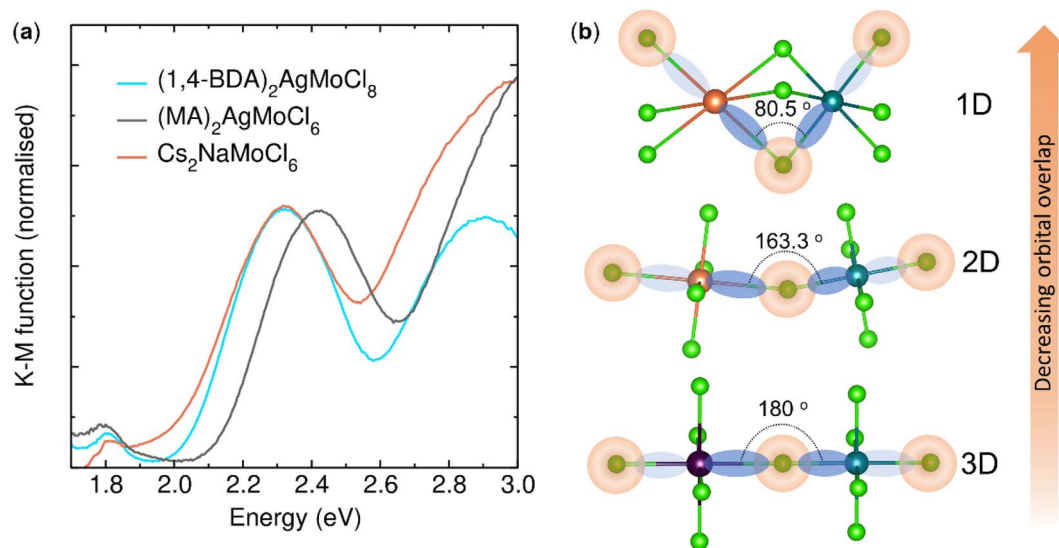 (a)
(1,4-BDA)₂AgMoCl₈
(MA)₂AgMoCl₆
Cs₂NaMoCl₆
K-M function (normalised)
1.8 2.0 2.2 2.4 2.6 2.8 3.0
Energy (eV)
(b)
80.5 °
1D
163.3 °
2D
180 °
3D
Decreasing orbital overlap